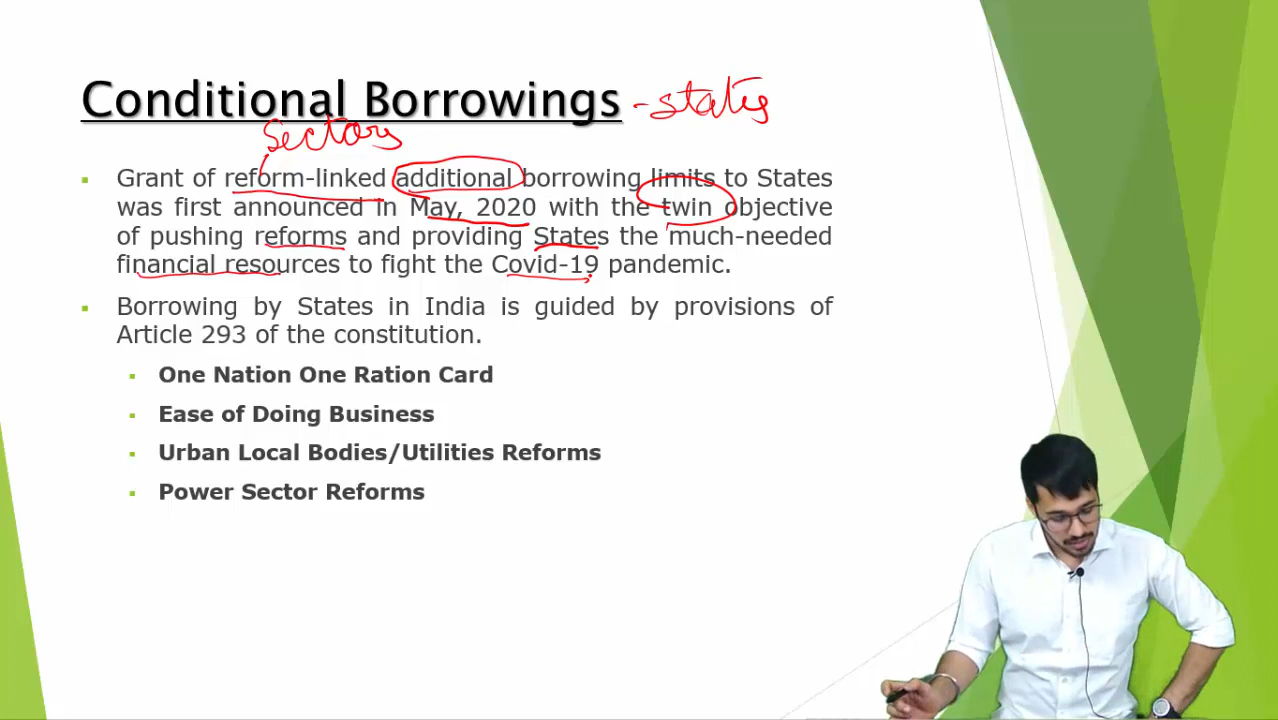 Conditional Borrowings - states
sectors
Grant of reform-linked additional borrowing limits to States
was first announced in May, 2020 with the twin objective
of pushing reforms and providing States the much-needed
financial resources to fight the Covid-19 pandemic.
Borrowing by States in India is guided by provisions of
Article 293 of the constitution.
One Nation One Ration Card
Ease of Doing Business
Urban Local Bodies/Utilities Reforms
Power Sector Reforms